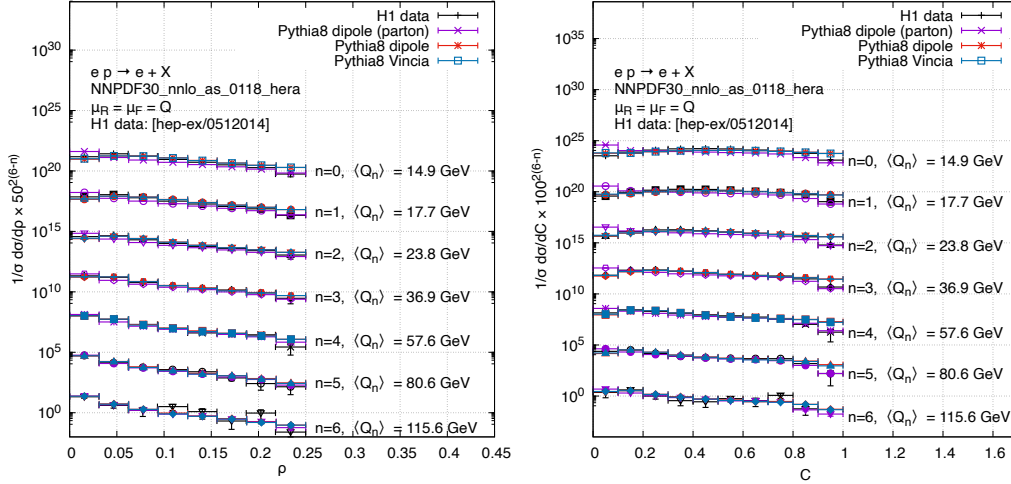 H1 data
Pythia8 dipole (parton)
Pythia8 dipole
Pythia8 Vincia
e p → e + X
NNPDF30_nnlo_as_0118_hera
μR = μF = Q
H1 data: [hep-ex/0512014]
1/σ dσ/dρ × 50^2(6-n)
10^30
10^25
10^20
10^15
10^10
10^5
10^0
n=0, ⟨Qn⟩ = 14.9 GeV
n=1, ⟨Qn⟩ = 17.7 GeV
n=2, ⟨Qn⟩ = 23.8 GeV
n=3, ⟨Qn⟩ = 36.9 GeV
n=4, ⟨Qn⟩ = 57.6 GeV
n=5, ⟨Qn⟩ = 80.6 GeV
n=6, ⟨Qn⟩ = 115.6 GeV
0 0.05 0.1 0.15 0.2 0.25 0.3 0.35 0.4 0.45
ρ
H1 data
Pythia8 dipole (parton)
Pythia8 dipole
Pythia8 Vincia
e p → e + X
NNPDF30_nnlo_as_0118_hera
μR = μF = Q
H1 data: [hep-ex/0512014]
1/σ dσ/dC × 100^2(6-n)
10^35
10^30
10^25
10^20
10^15
10^10
10^5
10^0
n=0, ⟨Qn⟩ = 14.9 GeV
n=1, ⟨Qn⟩ = 17.7 GeV
n=2, ⟨Qn⟩ = 23.8 GeV
n=3, ⟨Qn⟩ = 36.9 GeV
n=4, ⟨Qn⟩ = 57.6 GeV
n=5, ⟨Qn⟩ = 80.6 GeV
n=6, ⟨Qn⟩ = 115.6 GeV
0 0.2 0.4 0.6 0.8 1 1.2 1.4 1.6
C